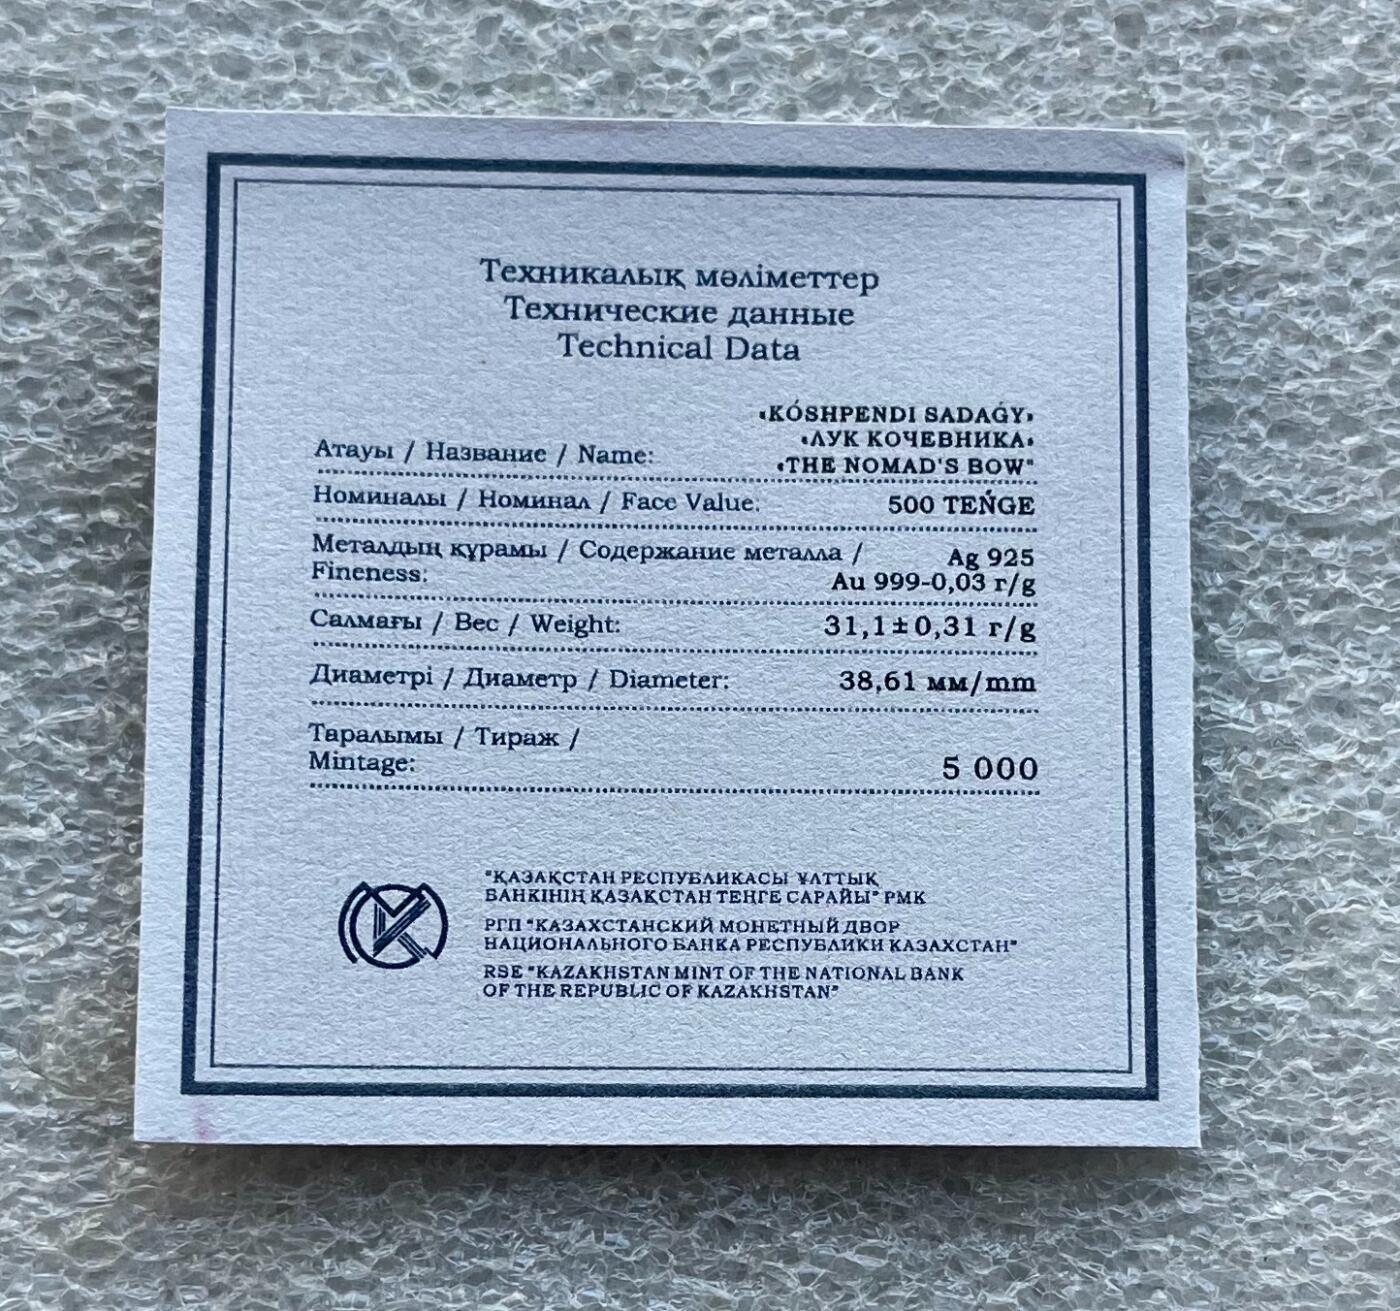 Техникалық мәліметтер
Технические данные
Technical Data
«KÓSHPENDI SADAǴY»
«ЛУК КОЧЕВНИКА»
Атауы / Название / Name: «THE NOMAD'S BOW"
Номиналы / Номинал / Face Value: 500 TEŃGE
Металдың құрамы / Содержание металла / Ag 925
Fineness: Au 999-0,03 г/g
Салмағы / Вес / Weight: 31,1±0,31 г/g
Диаметрі / Диаметр / Diameter: 38,61 мм/mm
Таралымы / Тираж /
Mintage: 5 000
"ҚАЗАҚСТАН РЕСПУБЛИКАСЫ ҰЛТТЫҚ
БАНКІНІҢ ҚАЗАҚСТАН ТЕҢГЕ САРАЙЫ" РМК
РГП "КАЗАХСТАНСКИЙ МОНЕТНЫЙ ДВОР
НАЦИОНАЛЬНОГО БАНКА РЕСПУБЛИКИ КАЗАХСТАН"
RSE "KAZAKHSTAN MINT OF THE NATIONAL BANK
OF THE REPUBLIC OF KAZAKHSTAN"